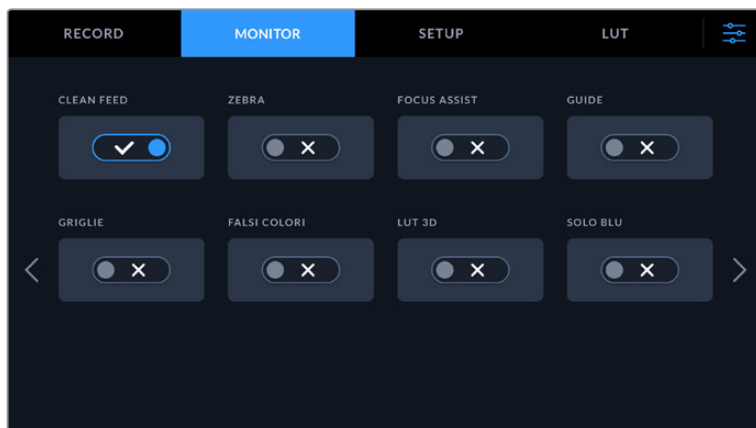 RECORD MONITOR SETUP LUT
CLEAN FEED ZEBRA FOCUS ASSIST GUIDE
GRIGLIE FALSI COLORI LUT 3D SOLO BLU